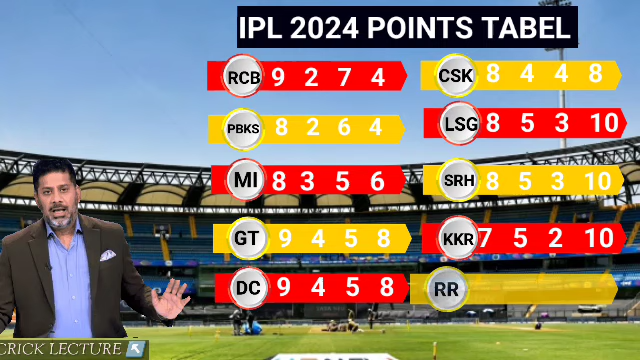 IPL 2024 POINTS TABEL
RCB 9 2 7 4
PBKS 8 2 6 4
MI 8 3 5 6
GT 9 4 5 8
DC 9 4 5 8
CSK 8 4 4 8
LSG 8 5 3 10
SRH 8 5 3 10
KKR 7 5 2 10
RR
CRICK LECTURE